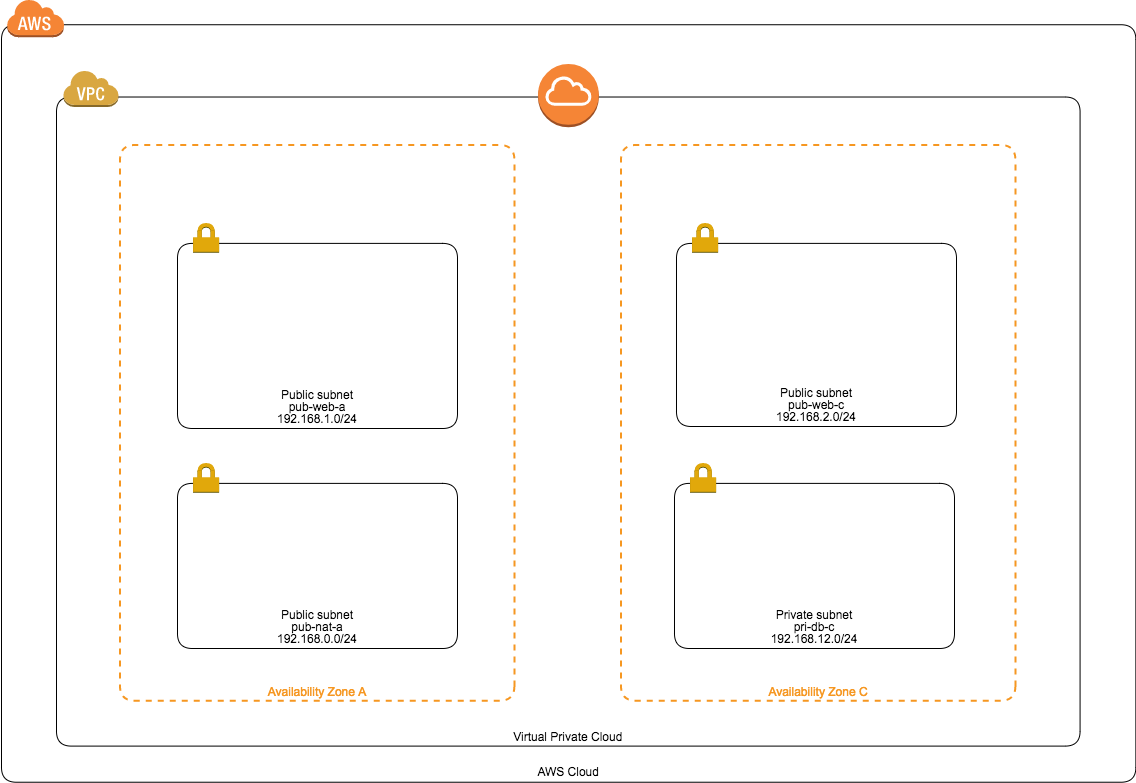 AWS
VPC
Public subnet
pub-web-a
192.168.1.0/24
Public subnet
pub-web-c
192.168.2.0/24
Public subnet
pub-nat-a
192.168.0.0/24
Private subnet
pri-db-c
192.168.12.0/24
Availability Zone A
Availability Zone C
Virtual Private Cloud
AWS Cloud